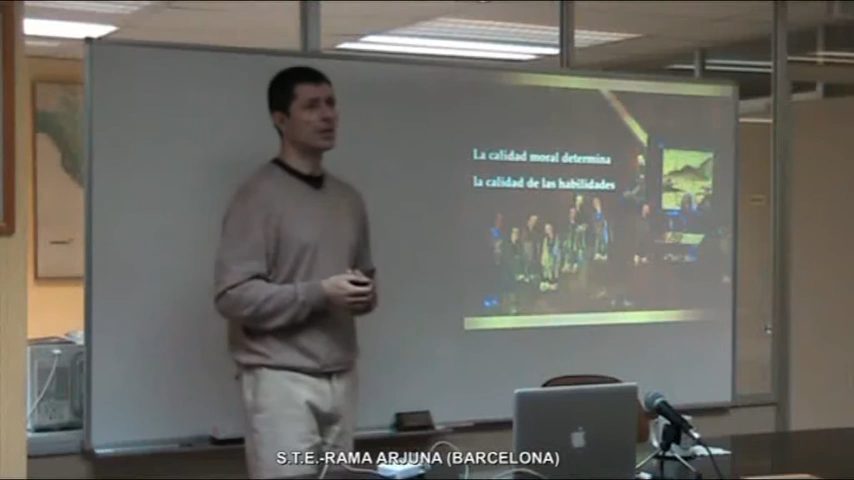 La calidad moral determina
la calidad de las habilidades
S.T.E.-RAMA ARJUNA (BARCELONA)